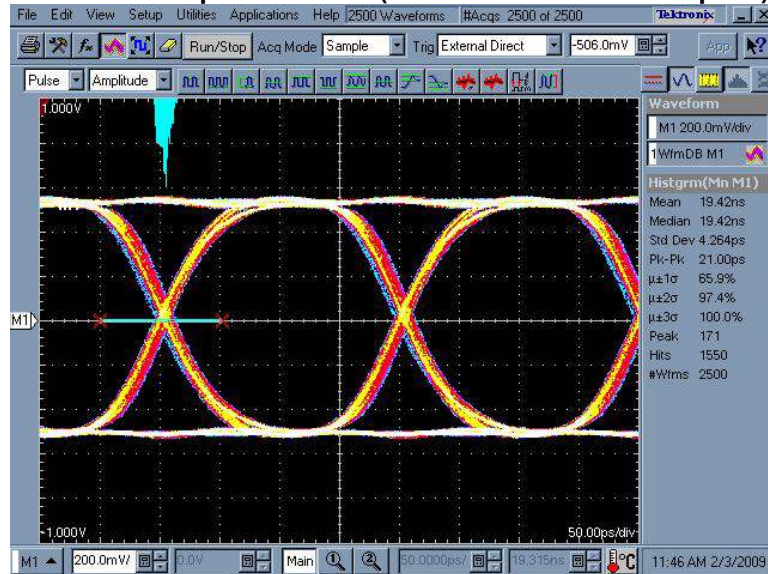 File Edit View Setup Utilities Applications Help 2500 Waveforms #Acqs 2500 of 2500 Tektronix
Run/Stop Acq Mode Sample Trig External Direct -506.0mV App
Pulse Amplitude
1.000V
Waveform
M1 200.0mV/div
1WfmDB M1
Histgrm(Mn M1)
Mean 19.42ns
Median 19.42ns
Std Dev 4.264ps
Pk-Pk 21.00ps
µ±1σ 65.9%
µ±2σ 97.4%
µ±3σ 100.0%
Peak 171
Hits 1550
#Wfms 2500
M1
-1.000V
50.00ps/div
M1 200.0mV/ 0.0V Main 50.0000ps/ 19.315ns °C 11:46 AM 2/3/2009